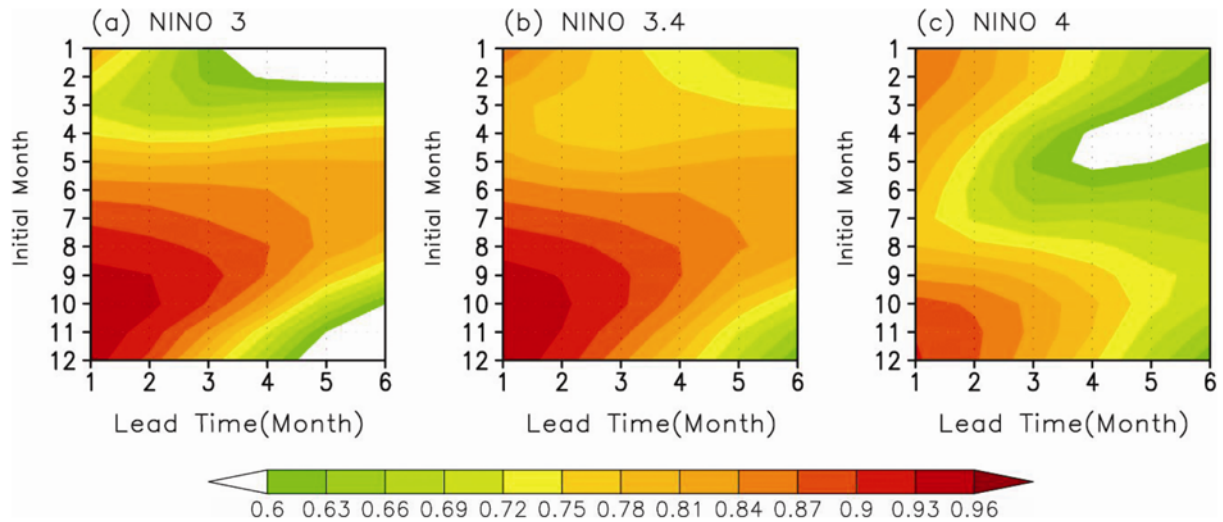 (a) NINO 3 (b) NINO 3.4 (c) NINO 4
1 1 1
2 2 2
3 3 3
4 4 4
5 5 5
6 6 6
7 7 7
8 8 8
9 9 9
10 10 10
11 11 11
12 12 12
Initial Month Initial Month Initial Month
1 2 3 4 5 6 1 2 3 4 5 6 1 2 3 4 5 6
Lead Time(Month) Lead Time(Month) Lead Time(Month)
0.6 0.63 0.66 0.69 0.72 0.75 0.78 0.81 0.84 0.87 0.9 0.93 0.96